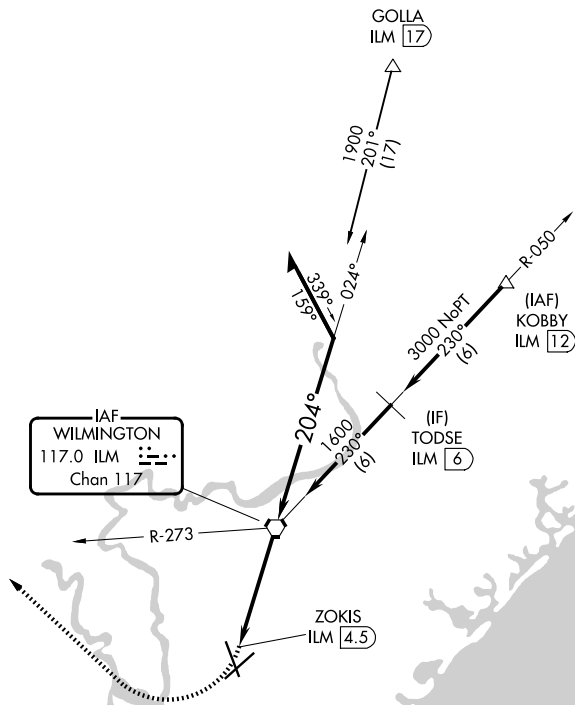 GOLLA
ILM 17
1900
201°
(17)
R-050
339°
159°
024°
(IAF)
KOBBY
ILM 12
3000 NoPT
230°
(6)
204°
1600
230°
(6)
(IF)
TODSE
ILM 6
IAF
WILMINGTON
117.0 ILM
Chan 117
R-273
ZOKIS
ILM 4.5